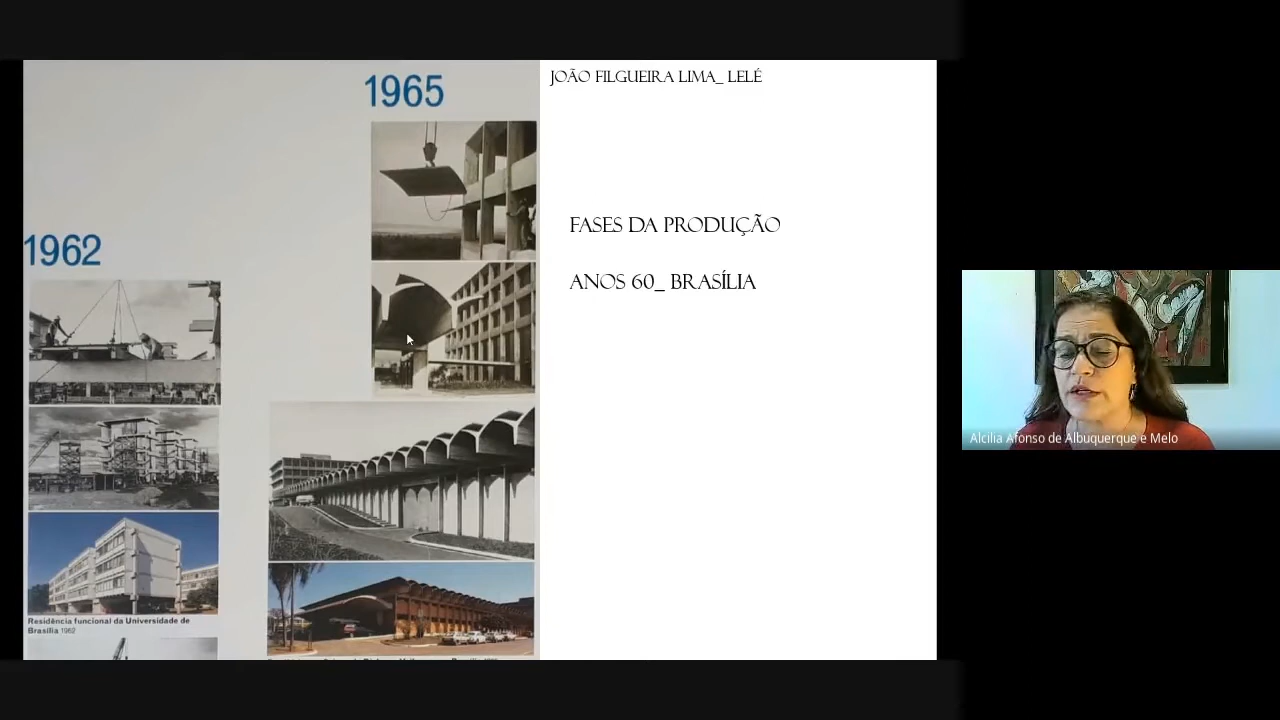 1965
JOÃO FILGUEIRA LIMA_ LELÉ
FASES DA PRODUÇÃO
1962
ANOS 60_ BRASÍLIA
Alcilia Afonso de Albuquerque e Melo
Residência funcional da Universidade de
Brasília 1962